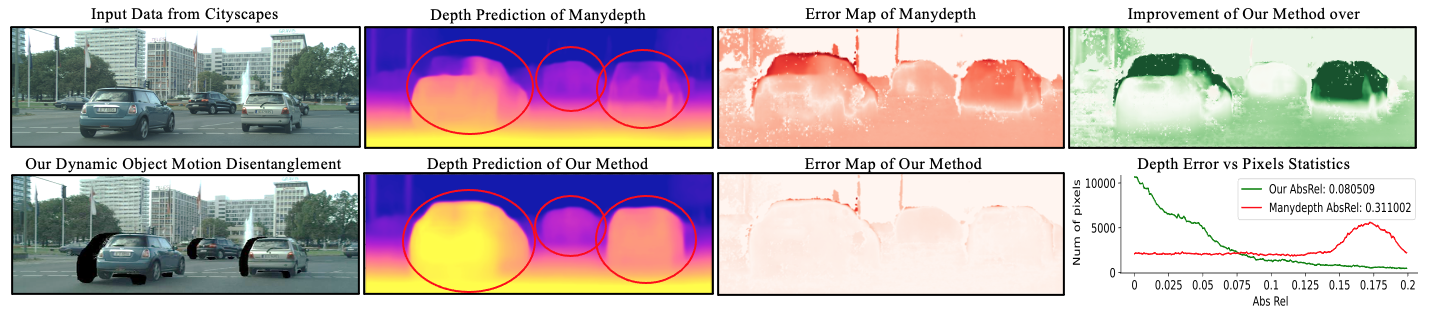 Input Data from Cityscapes
Depth Prediction of Manydepth
Error Map of Manydepth
Improvement of Our Method over
Our Dynamic Object Motion Disentanglement
Depth Prediction of Our Method
Error Map of Our Method
Depth Error vs Pixels Statistics
Num of pixels
10000
5000
0
Our AbsRel: 0.080509
Manydepth AbsRel: 0.311002
0 0.025 0.05 0.075 0.1 0.125 0.15 0.175 0.2
Abs Rel